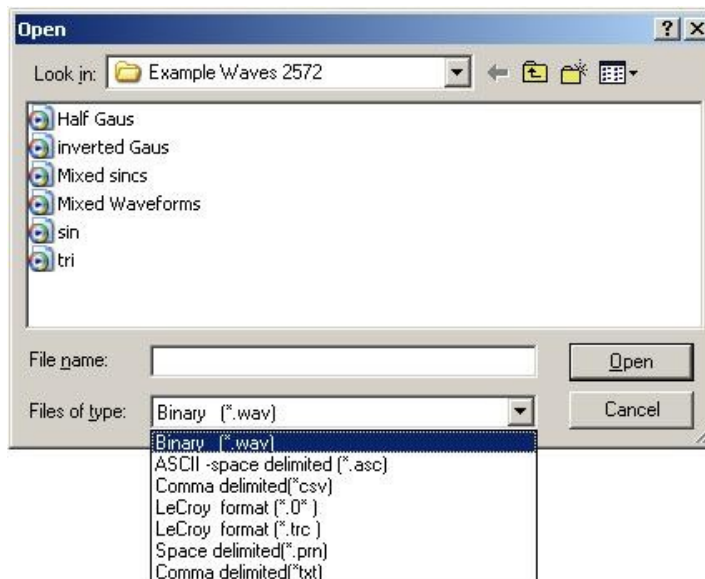 Open
Look in: Example Waves 2572
Half Gaus
inverted Gaus
Mixed sincs
Mixed Waveforms
sin
tri
File name: Open
Files of type: Binary (*.wav) Cancel
Binary (*.wav)
ASCII -space delimited (*.asc)
Comma delimited(*csv)
LeCroy format (*.0* )
LeCroy format (*.trc )
Space delimited(*.prn)
Comma delimited(*txt)